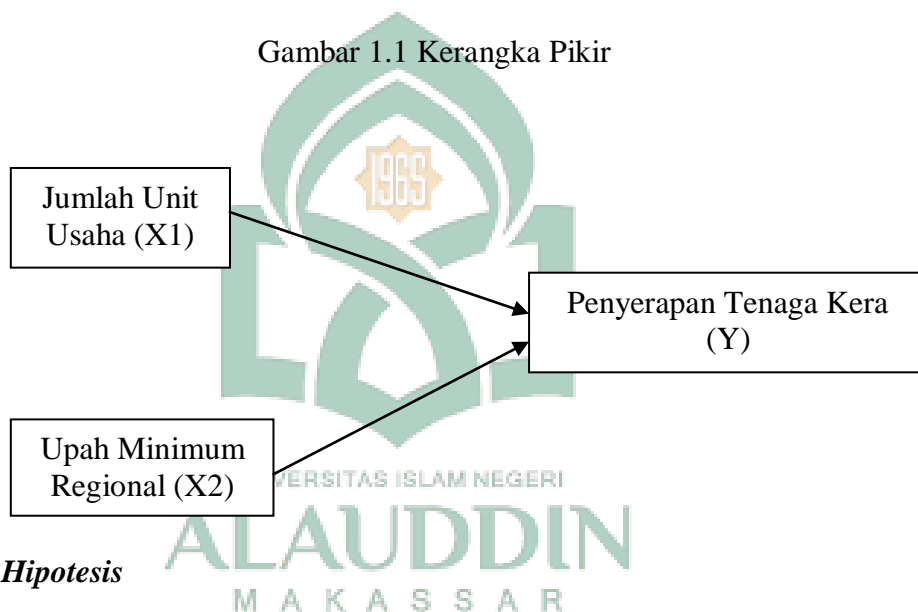 Gambar 1.1 Kerangka Pikir
1965
Jumlah Unit
Usaha (X1)
Penyerapan Tenaga Kera
(Y)
Upah Minimum
Regional (X2)
VERSITAS ISLAM NEGERI
ALAUDDIN
Hipotesis
M A K A S S A R